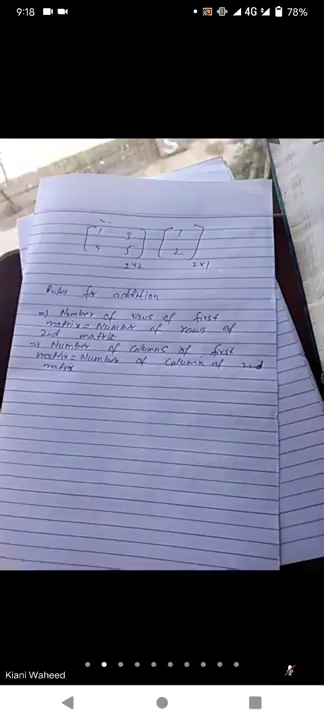 9:18
4G
78%
1 3
4 5
2×2
1
2
2×1
Rules for addition
=) Number of rows of first
matrix = Number of rows of
2nd matrix
=) Number of columns of first
matrix = Number of column of 2nd
matrix
Kiani Waheed